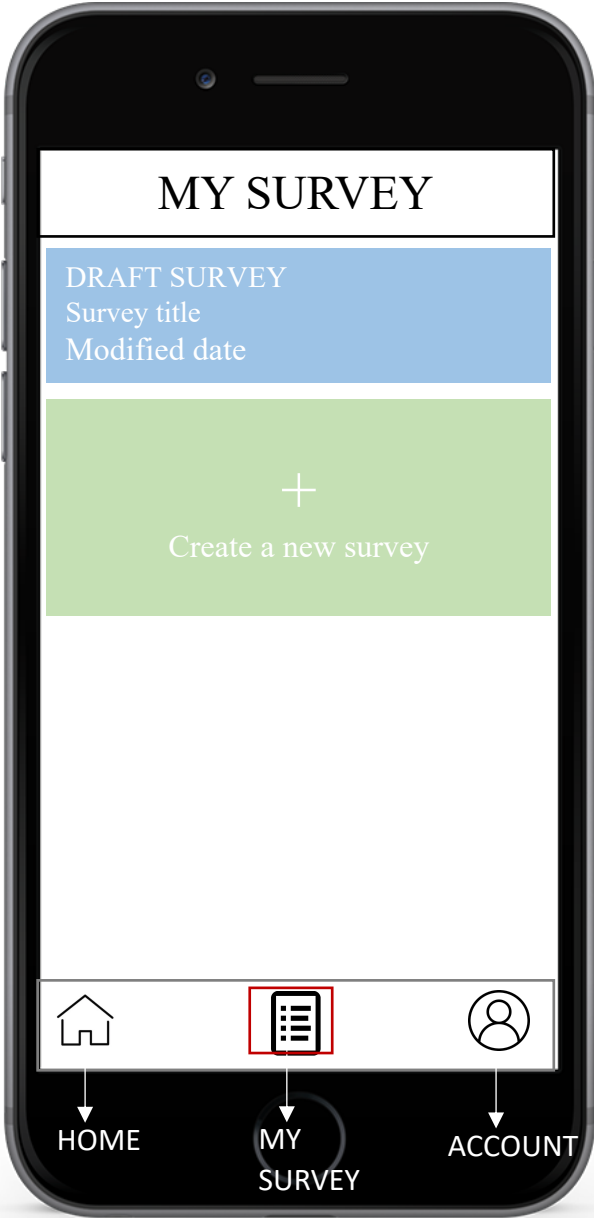 MY SURVEY
DRAFT SURVEY
Survey title
Modified date
+
Create a new survey
HOME
MY
SURVEY
ACCOUNT